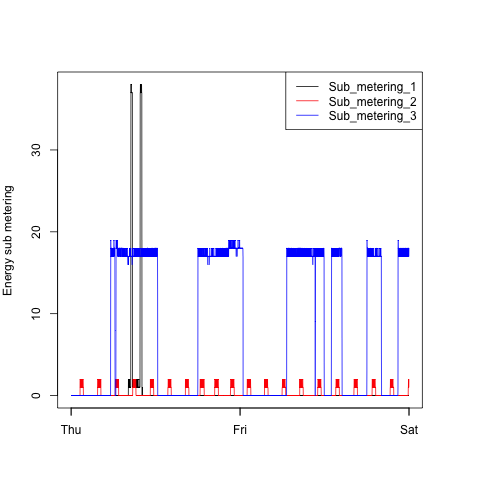 Sub_metering_1
Sub_metering_2
Sub_metering_3
Energy sub metering
30
20
10
0
Thu Fri Sat